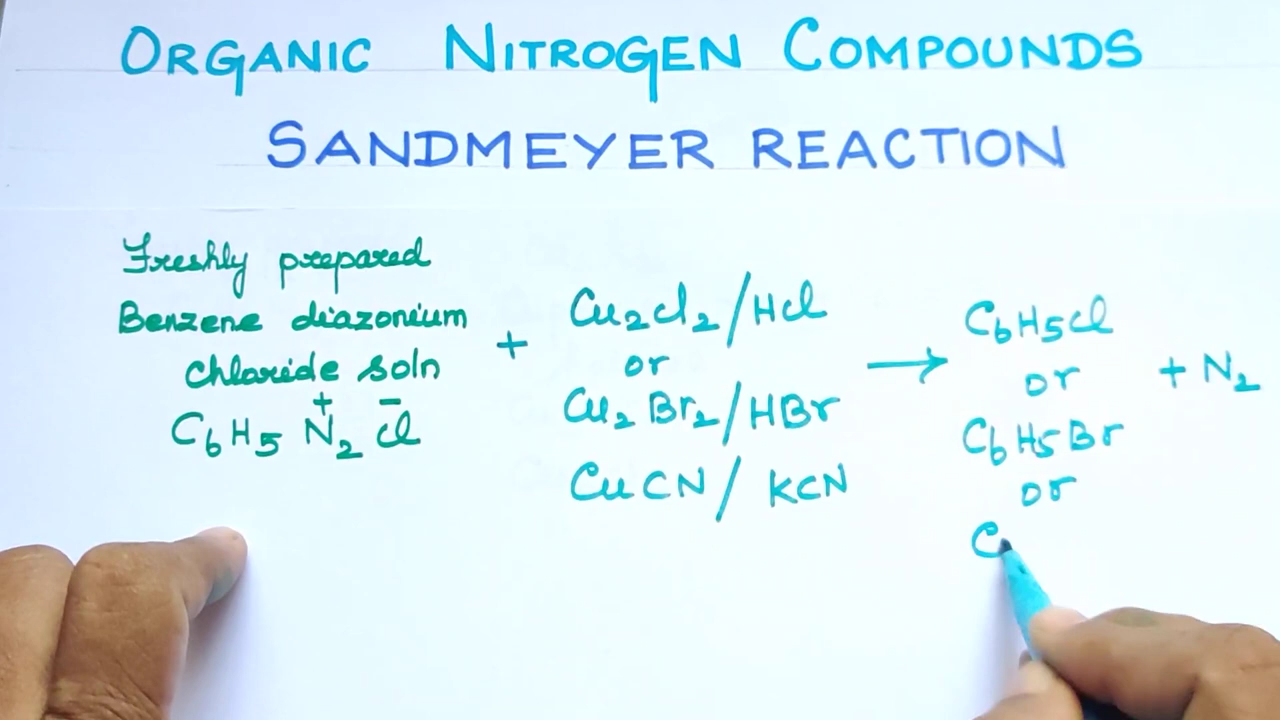 ORGANIC NITROGEN COMPOUNDS
SANDMEYER REACTION
Freshly prepared
Benzene diazonium
chloride soln
C₆H₅ N₂⁺ Cl⁻
+
Cu₂Cl₂/HCl
or
Cu₂Br₂/HBr
CuCN/KCN
→
C₆H₅Cl
or
C₆H₅Br
or
C
+ N₂